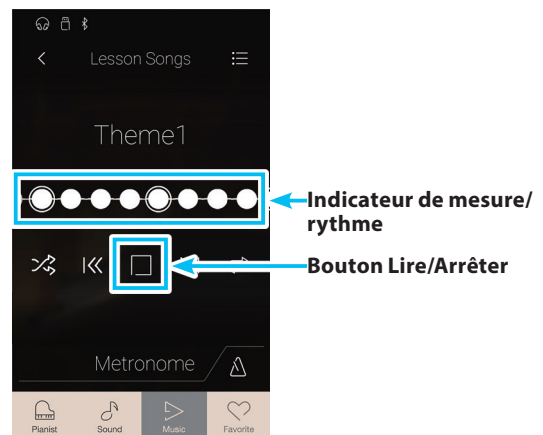 Lesson Songs
Theme1
Indicateur de mesure/
rythme
Bouton Lire/Arrêter
Metronome
Pianist Sound Music Favorite